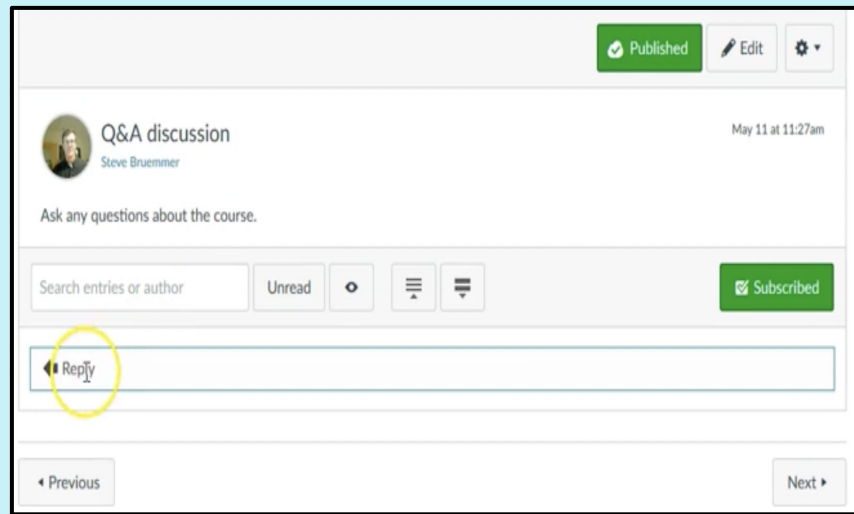 Published Edit
Q&A discussion May 11 at 11:27am
Steve Bruemmer
Ask any questions about the course.
Search entries or author Unread Subscribed
Reply
Previous Next